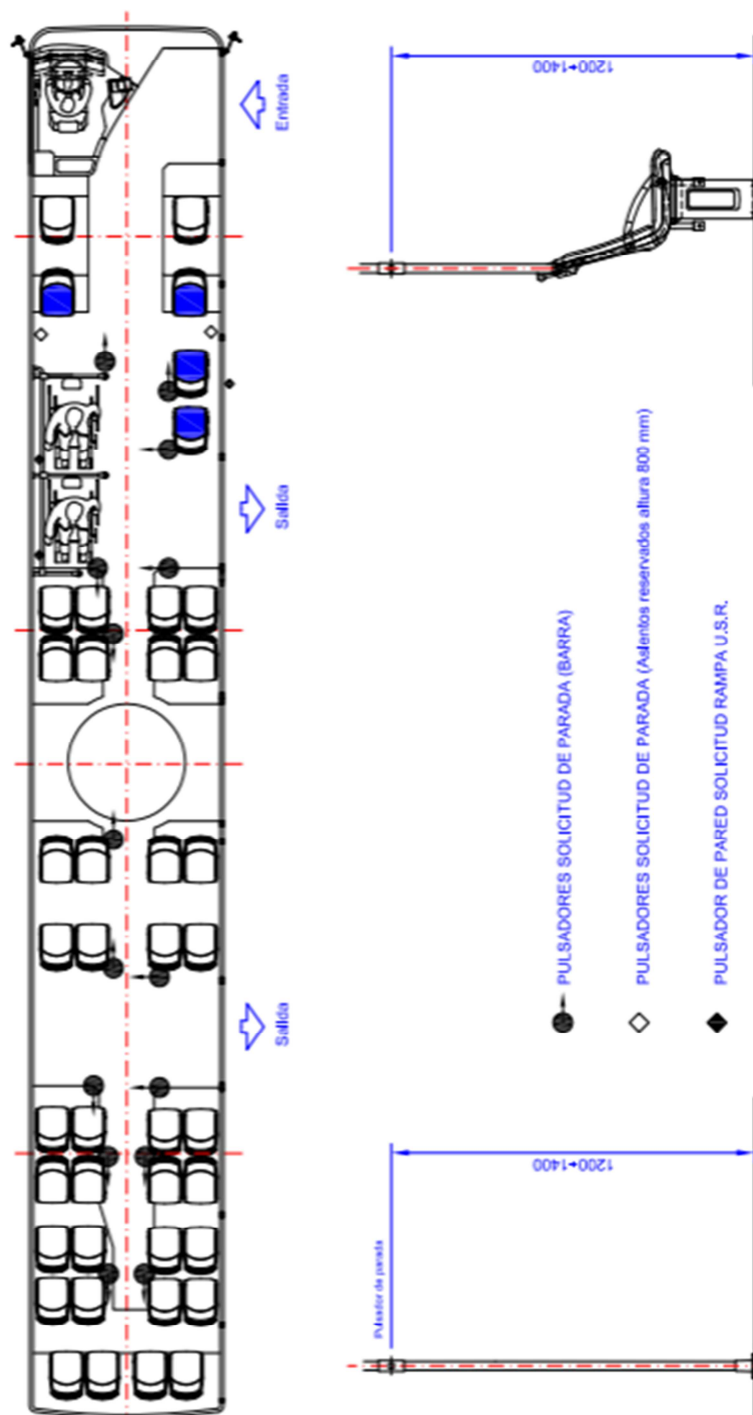 Entrada
Salida
Salida
1200÷1400
PULSADORES SOLICITUD DE PARADA (BARRA)
PULSADORES SOLICITUD DE PARADA (Asientos reservados altura 800 mm)
PULSADOR DE PARED SOLICITUD RAMPA U.S.R.
Pulsador de parada
1200÷1400